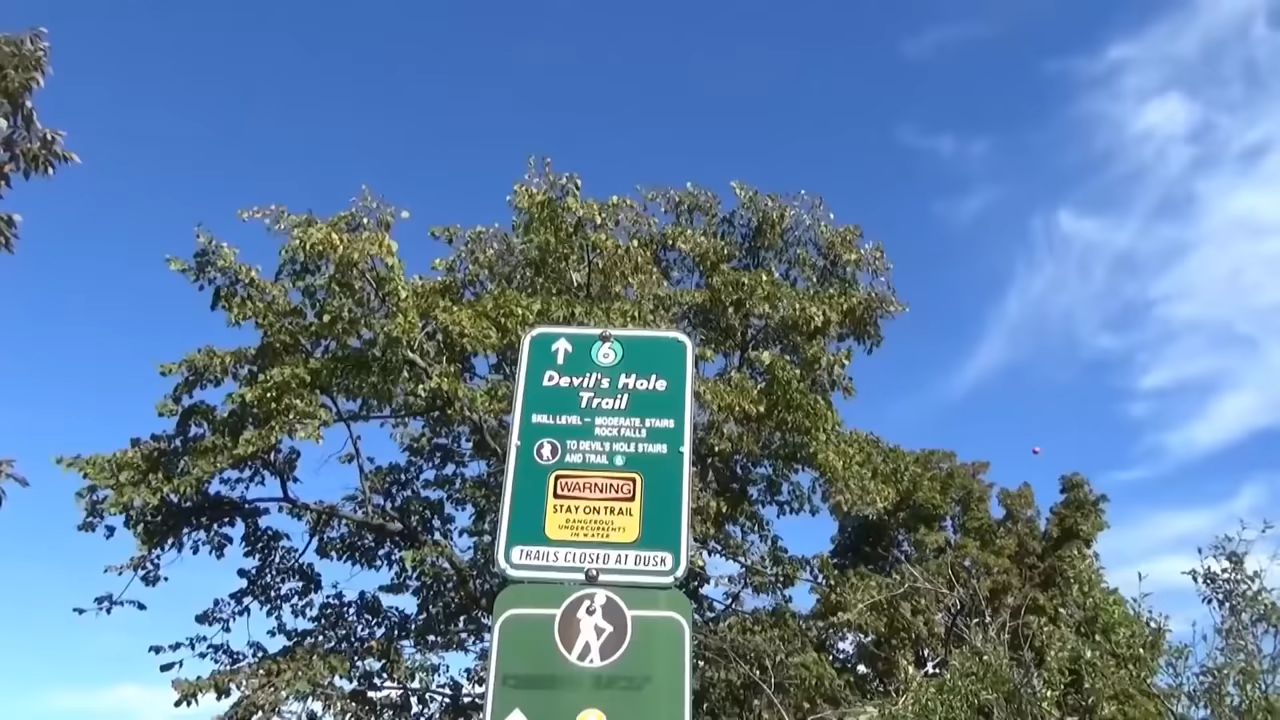 6
Devil's Hole
Trail
SKILL LEVEL – MODERATE, STAIRS
ROCK FALLS
TO DEVIL'S HOLE STAIRS
AND TRAIL
WARNING
STAY ON TRAIL
DANGEROUS
UNDERCURRENTS
IN WATER
TRAILS CLOSED AT DUSK